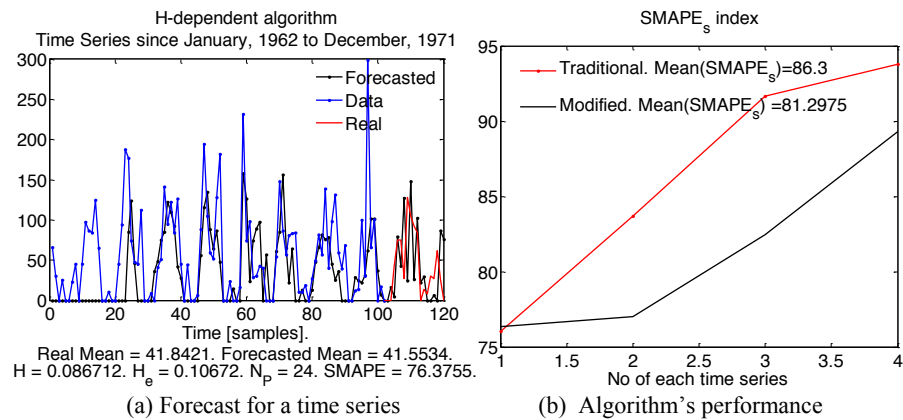 H-dependent algorithm
Time Series since January, 1962 to December, 1971
300
250
200
150
100
50
0
Forecasted
Data
Real
0 20 40 60 80 100 120
Time [samples].
Real Mean = 41.8421. Forecasted Mean = 41.5534.
H = 0.086712. H_e = 0.10672. N_P = 24. SMAPE = 76.3755.
(a) Forecast for a time series
SMAPE_s index
95
90
85
80
75
Traditional. Mean(SMAPE_s)=86.3
Modified. Mean(SMAPE_s) =81.2975
1 1.5 2 2.5 3 3.5 4
No of each time series
(b) Algorithm's performance